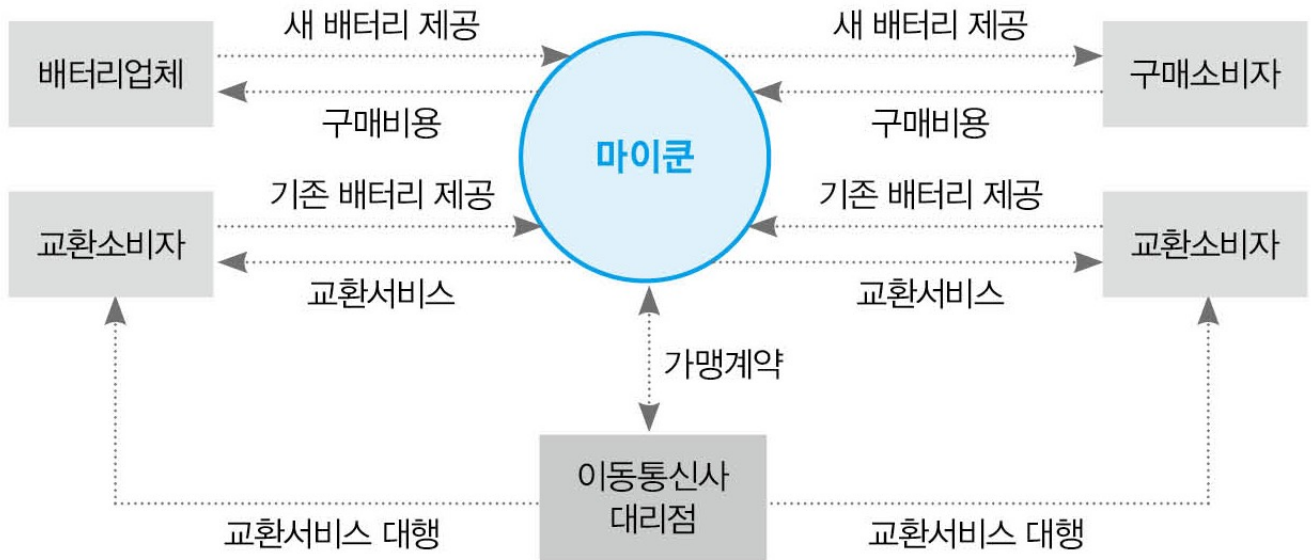 새 배터리 제공
새 배터리 제공
배터리업체
구매소비자
구매비용
구매비용
마이쿤
기존 배터리 제공
기존 배터리 제공
교환소비자
교환소비자
교환서비스
교환서비스
가맹계약
이동통신사
대리점
교환서비스 대행
교환서비스 대행